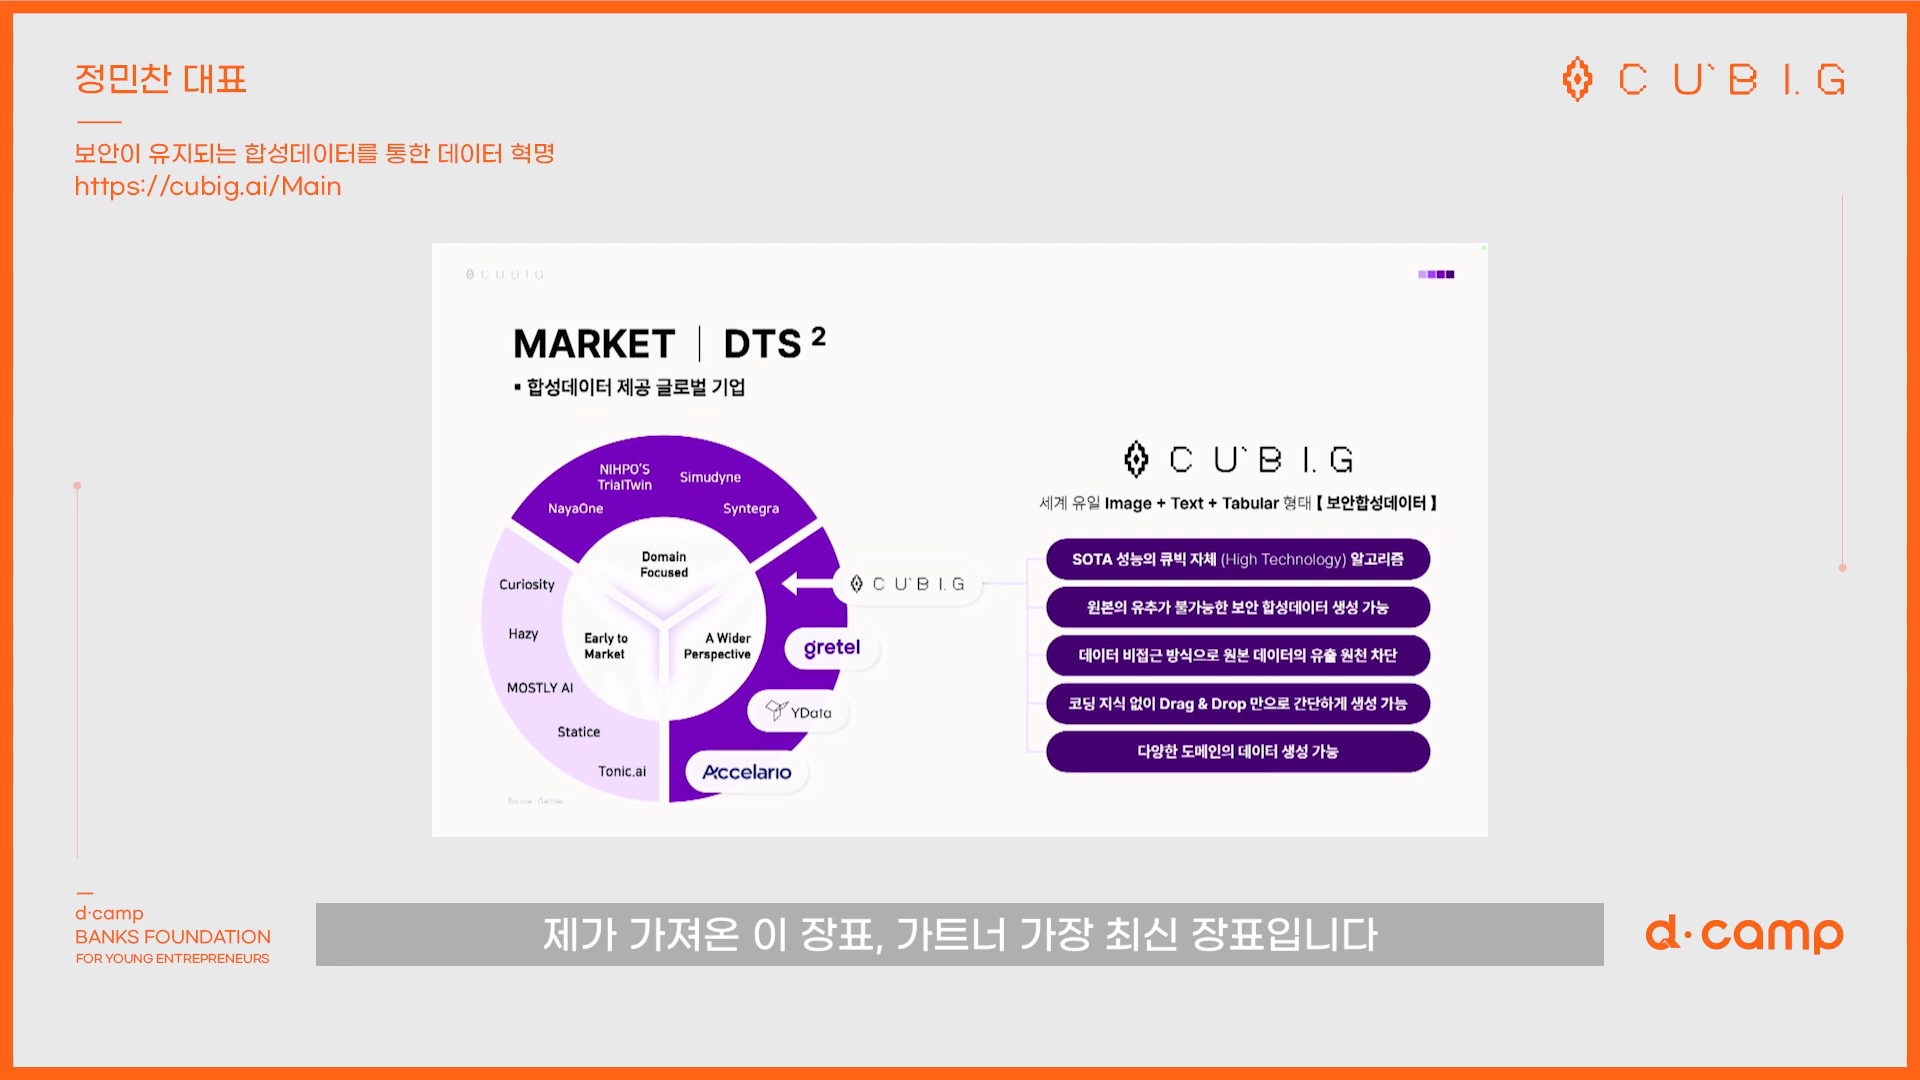 정민찬 대표
CU`BI.G
보안이 유지되는 합성데이터를 통한 데이터 혁명
https://cubig.ai/Main
CU`BI.G
MARKET | DTS ²
▪ 합성데이터 제공 글로벌 기업
NIHPO'S
TrialTwin
Simudyne
NayaOne
Syntegra
Domain
Focused
Curiosity
Hazy
MOSTLY AI
Statice
Tonic.ai
Early to
Market
A Wider
Perspective
CU`BI.G
gretel
YData
Accelario
Source : Gartner
CU`BI.G
세계 유일 Image + Text + Tabular 형태 【 보안합성데이터 】
SOTA 성능의 큐빅 자체 (High Technology) 알고리즘
원본의 유추가 불가능한 보안 합성데이터 생성 가능
데이터 비접근 방식으로 원본 데이터의 유출 원천 차단
코딩 지식 없이 Drag & Drop 만으로 간단하게 생성 가능
다양한 도메인의 데이터 생성 가능
d·camp
BANKS FOUNDATION
FOR YOUNG ENTREPRENEURS
제가 가져온 이 장표, 가트너 가장 최신 장표입니다
d·camp